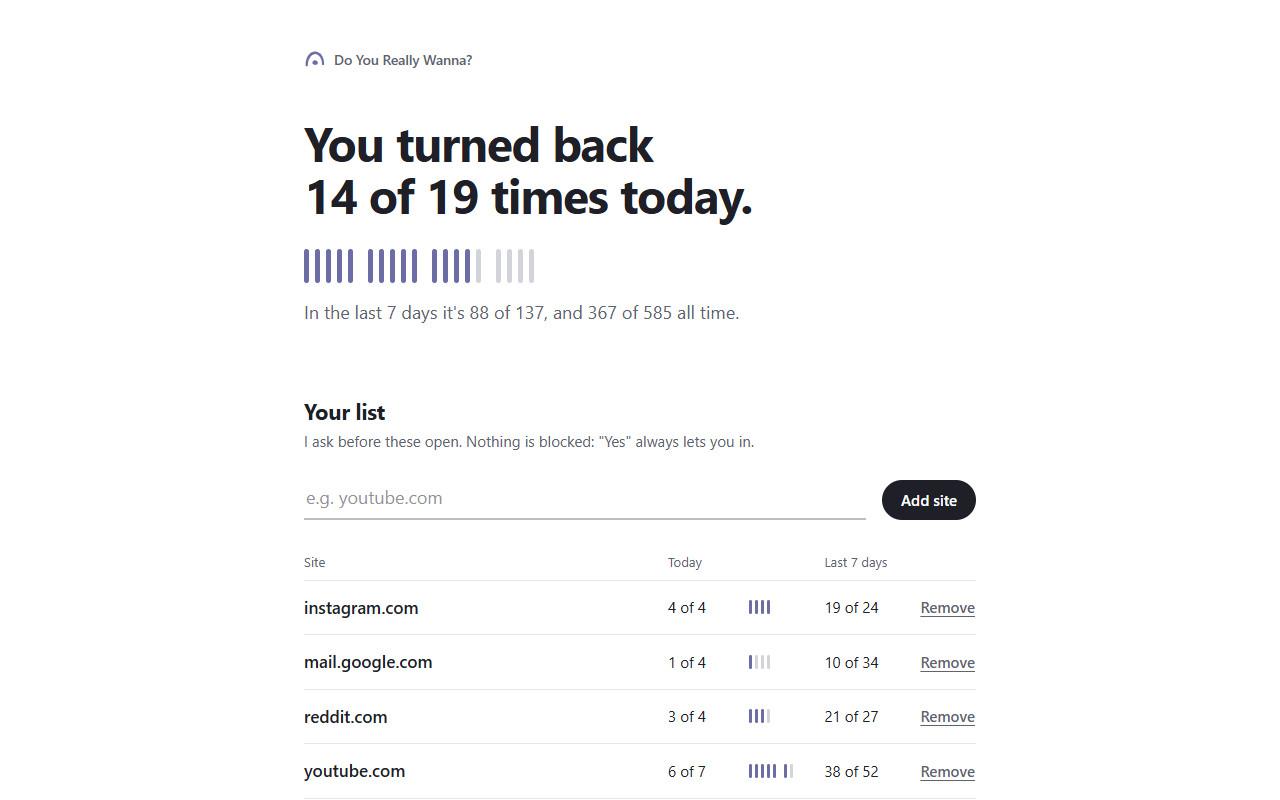 Do You Really Wanna?
You turned back
14 of 19 times today.
In the last 7 days it's 88 of 137, and 367 of 585 all time.
Your list
I ask before these open. Nothing is blocked: "Yes" always lets you in.
e.g. youtube.com Add site
Site Today Last 7 days
instagram.com 4 of 4 19 of 24 Remove
mail.google.com 1 of 4 10 of 34 Remove
reddit.com 3 of 4 21 of 27 Remove
youtube.com 6 of 7 38 of 52 Remove